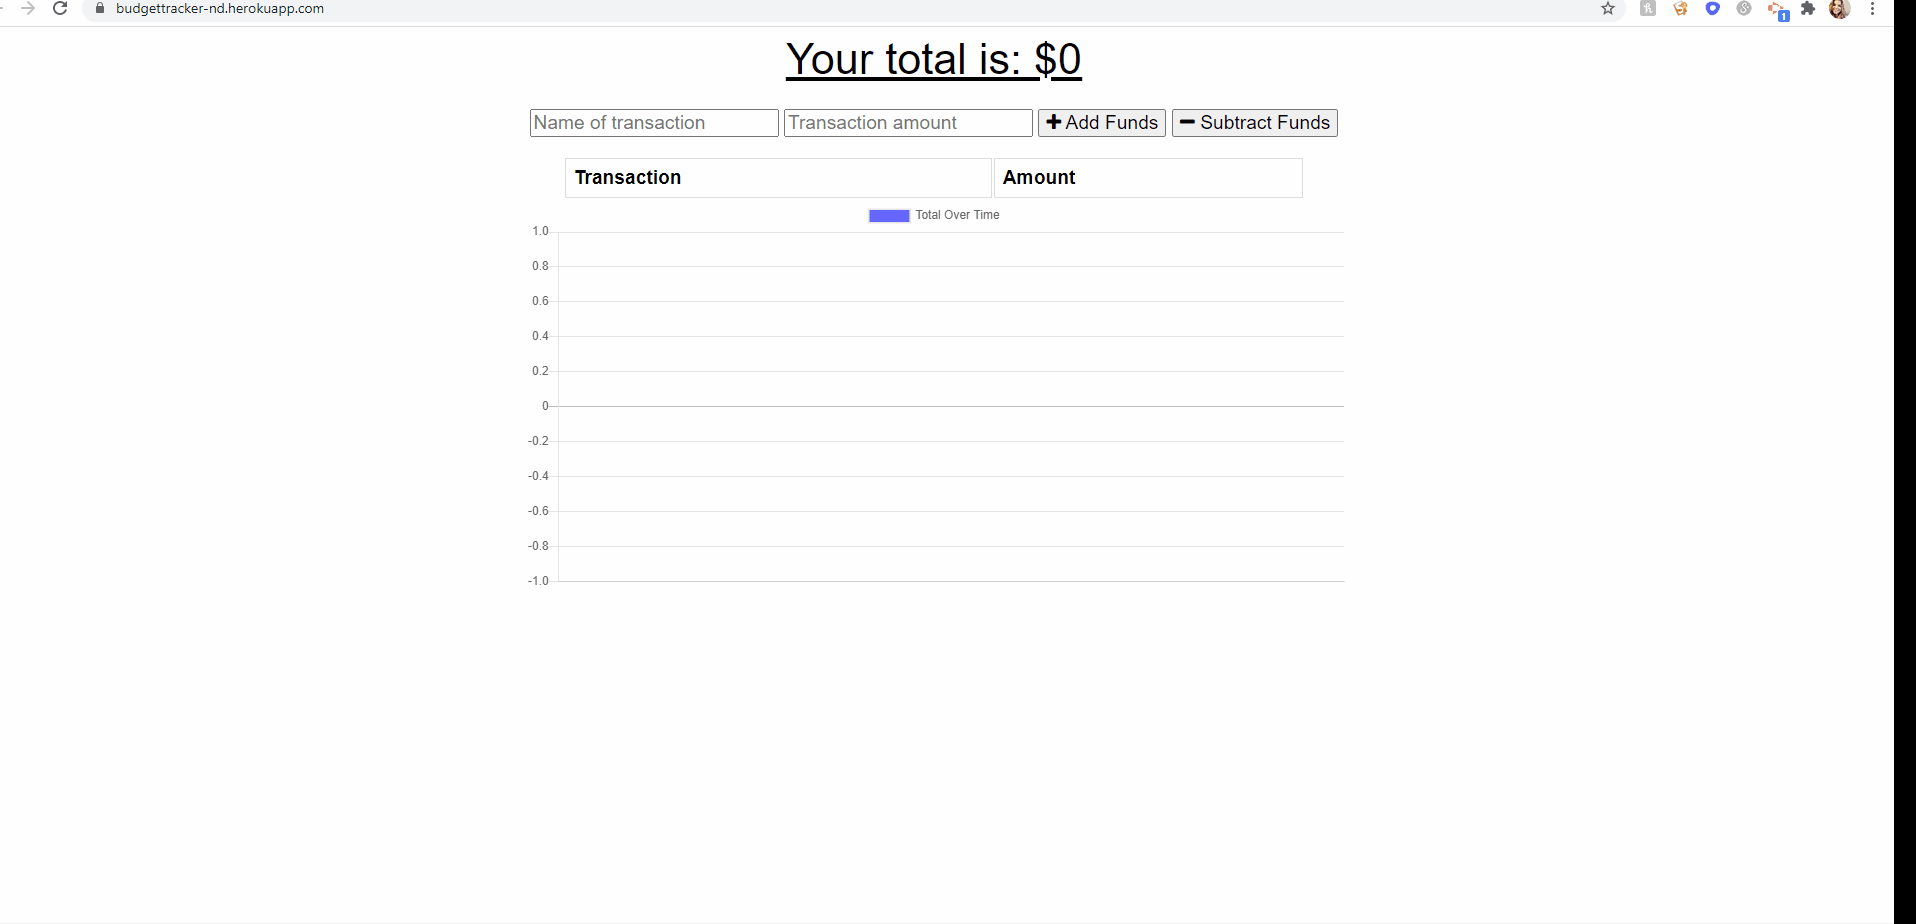 budgettracker-nd.herokuapp.com
1
Your total is: $0
Name of transaction Transaction amount Add Funds Subtract Funds
Transaction Amount
Total Over Time
1.0
0.8
0.6
0.4
0.2
0
-0.2
-0.4
-0.6
-0.8
-1.0